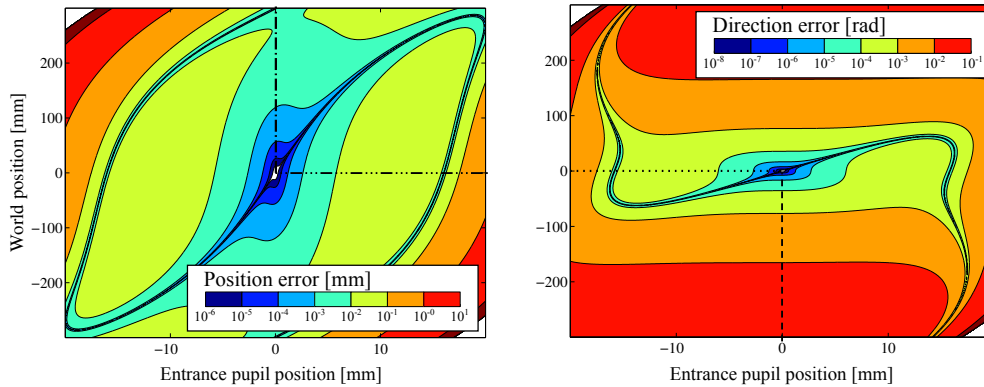 200
100
0
−100
−200
World position [mm]
Position error [mm]
10-6 10-5 10-4 10-3 10-2 10-1 100 101
−10 0 10
Entrance pupil position [mm]
Direction error [rad]
10-8 10-7 10-6 10-5 10-4 10-3 10-2 10-1
200
100
0
−100
−200
−10 0 10
Entrance pupil position [mm]